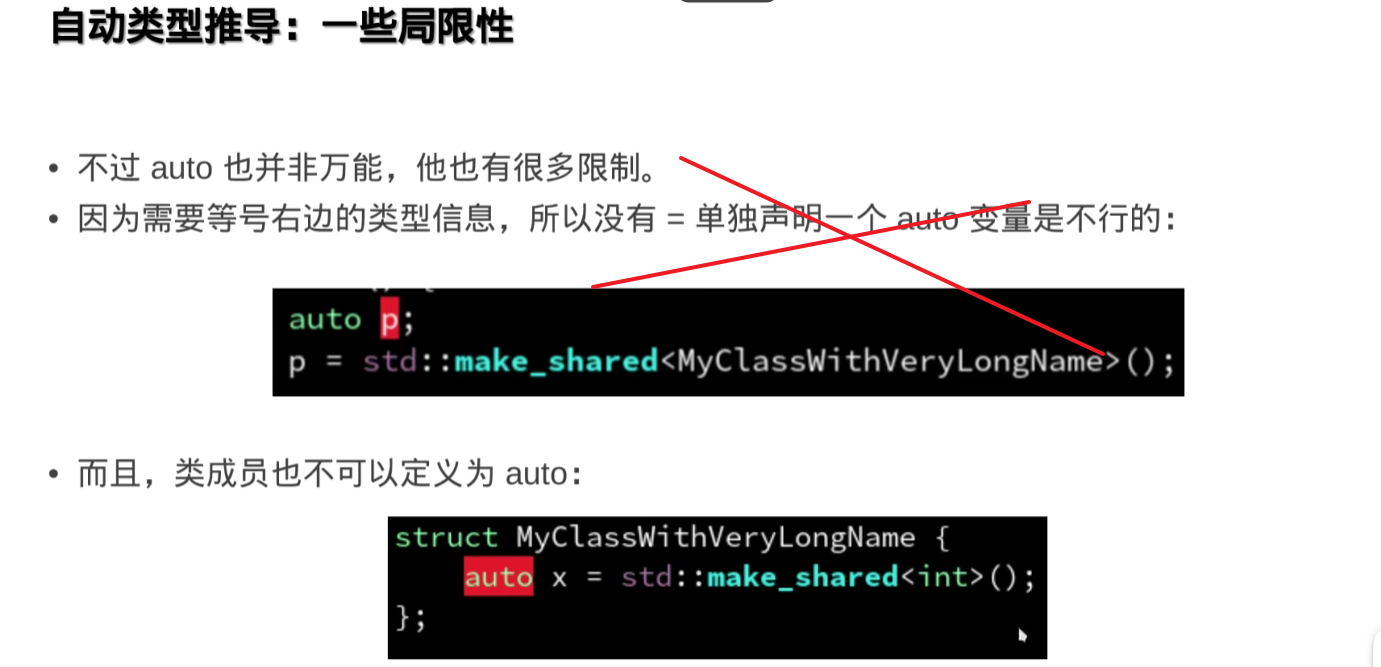 自动类型推导：一些局限性
• 不过 auto 也并非万能，他也有很多限制。
• 因为需要等号右边的类型信息，所以没有 = 单独声明一个 auto 变量是不行的：
auto p;
p = std::make_shared<MyClassWithVeryLongName>();
• 而且，类成员也不可以定义为 auto：
struct MyClassWithVeryLongName {
auto x = std::make_shared<int>();
};